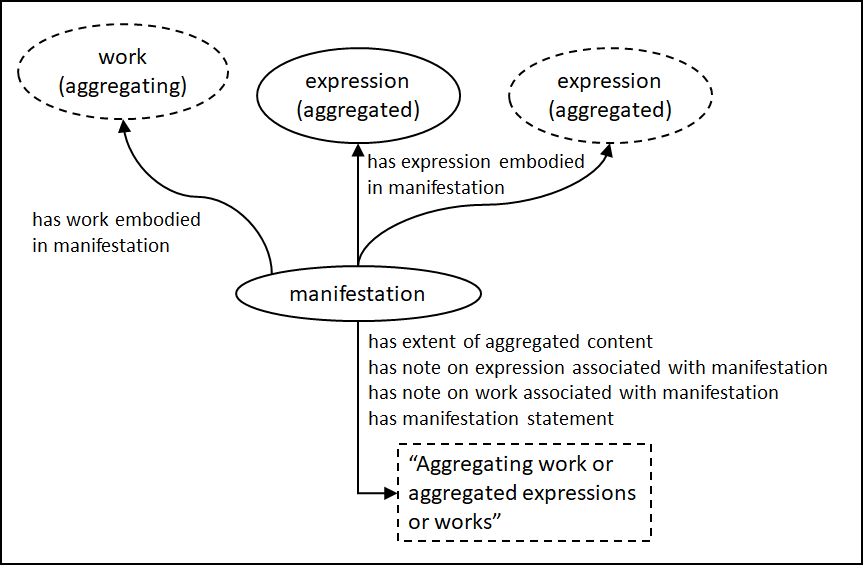 work
(aggregating)
expression
(aggregated)
expression
(aggregated)
has expression embodied
in manifestation
has work embodied
in manifestation
manifestation
has extent of aggregated content
has note on expression associated with manifestation
has note on work associated with manifestation
has manifestation statement
“Aggregating work or
aggregated expressions
or works”